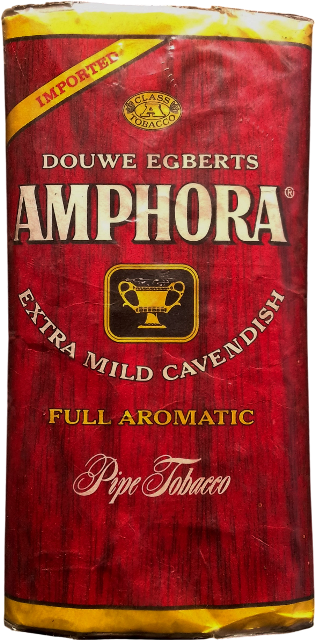 IMPORTED
CLASS A
TOBACCO
DOUWE EGBERTS
AMPHORA®
EXTRA MILD CAVENDISH
FULL AROMATIC
Pipe Tobacco